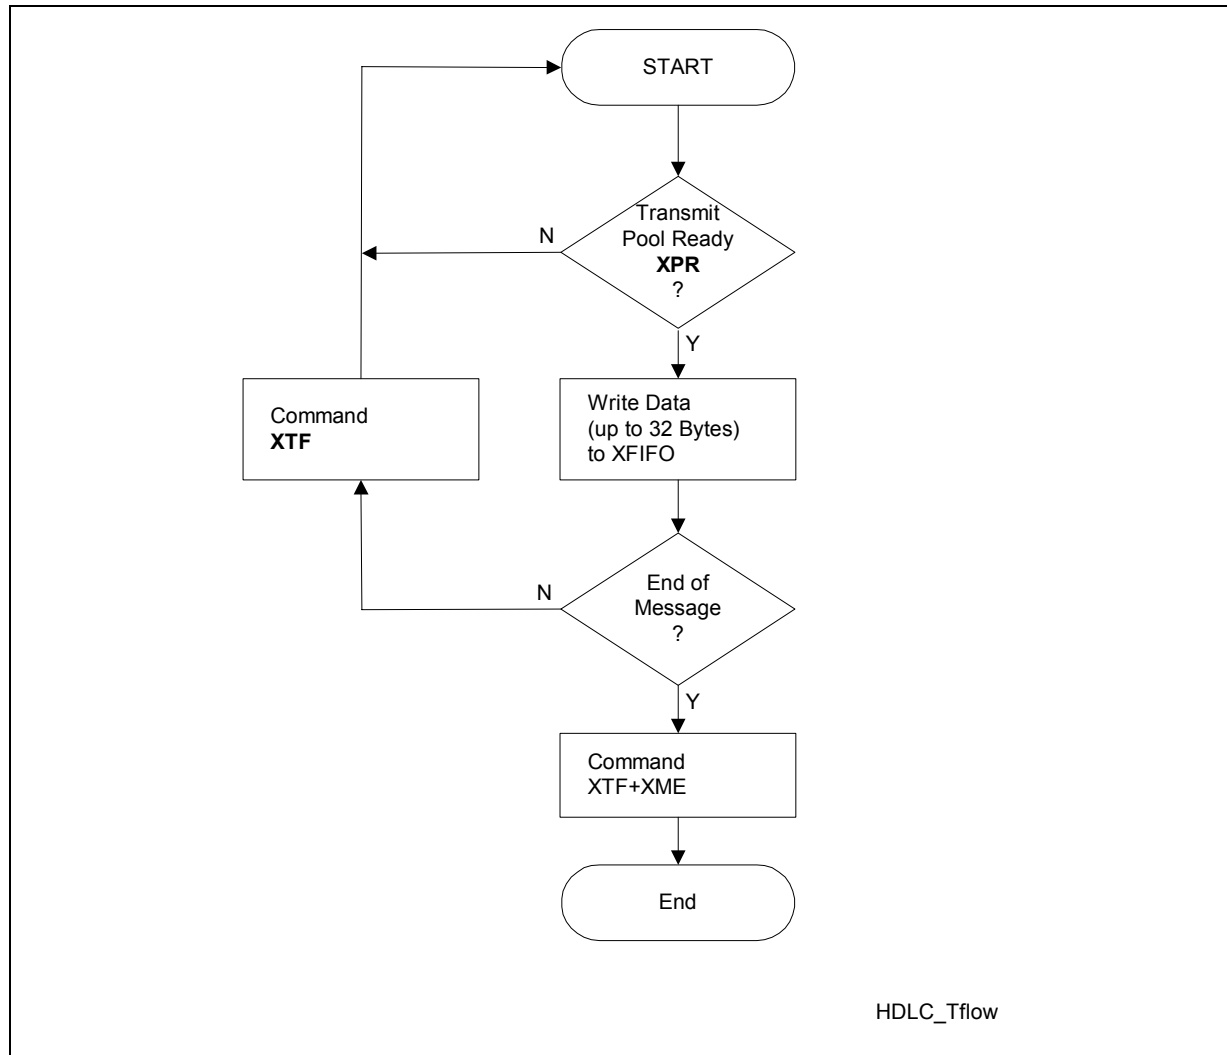 START
Transmit
Pool Ready
XPR
?
N
Y
Command
XTF
Write Data
(up to 32 Bytes)
to XFIFO
End of
Message
?
N
Y
Command
XTF+XME
End
HDLC_Tflow